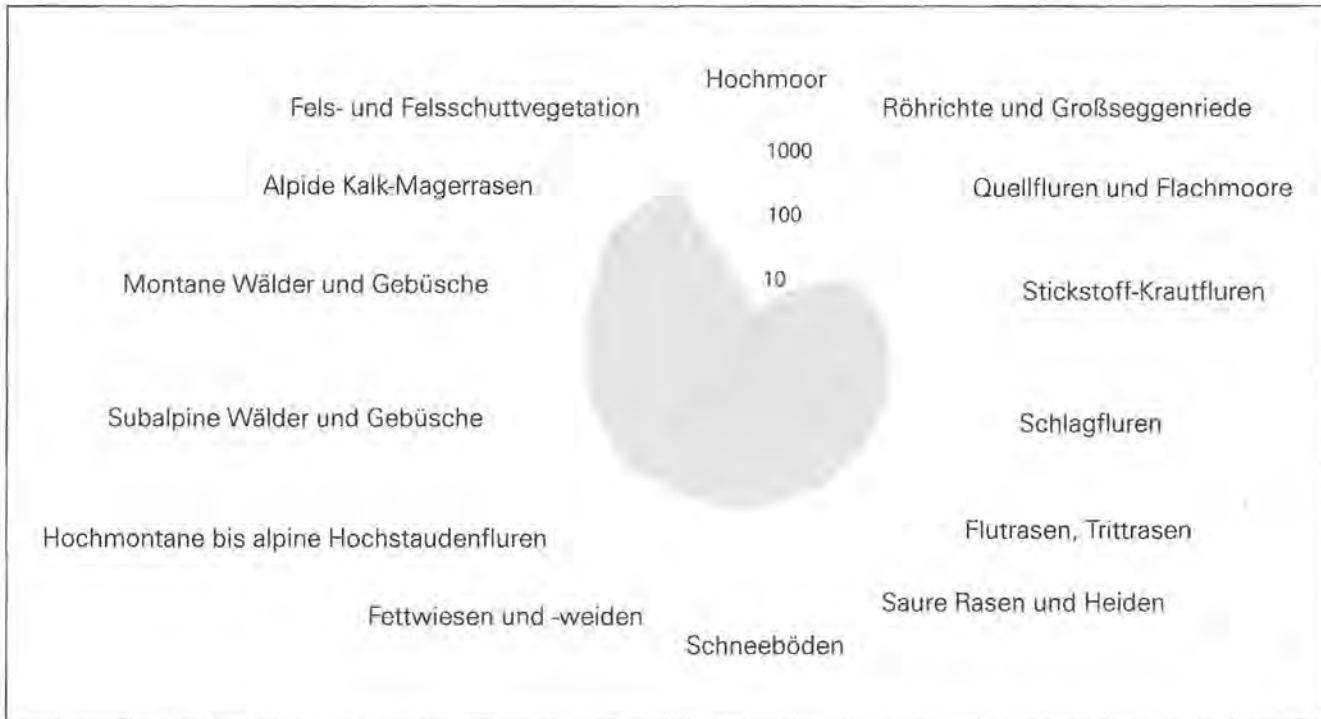 Hochmoor
Fels- und Felsschuttvegetation
Röhrichte und Großseggenriede
1000
Alpide Kalk-Magerrasen
Quellfluren und Flachmoore
100
Montane Wälder und Gebüsche
10
Stickstoff-Krautfluren
Subalpine Wälder und Gebüsche
Schlagfluren
Hochmontane bis alpine Hochstaudenfluren
Flutrasen, Trittrasen
Fettwiesen und -weiden
Saure Rasen und Heiden
Schneeböden